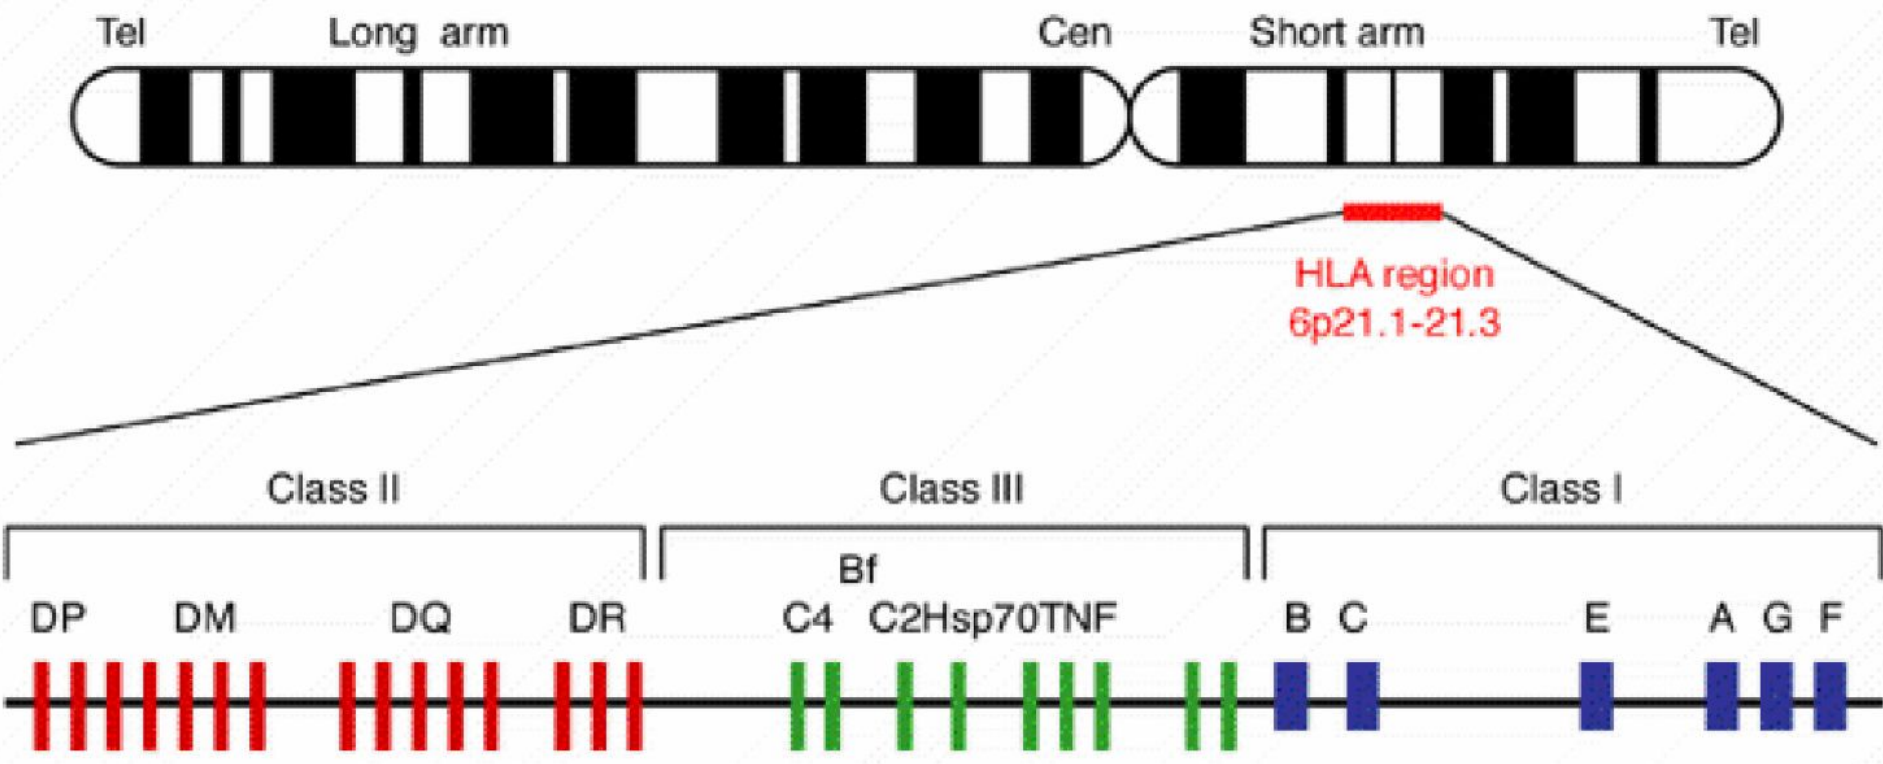 Tel Long arm Cen Short arm Tel
HLA region
6p21.1-21.3
Class II Class III Class I
Bf
DP DM DQ DR C4 C2Hsp70TNF B C E A G F